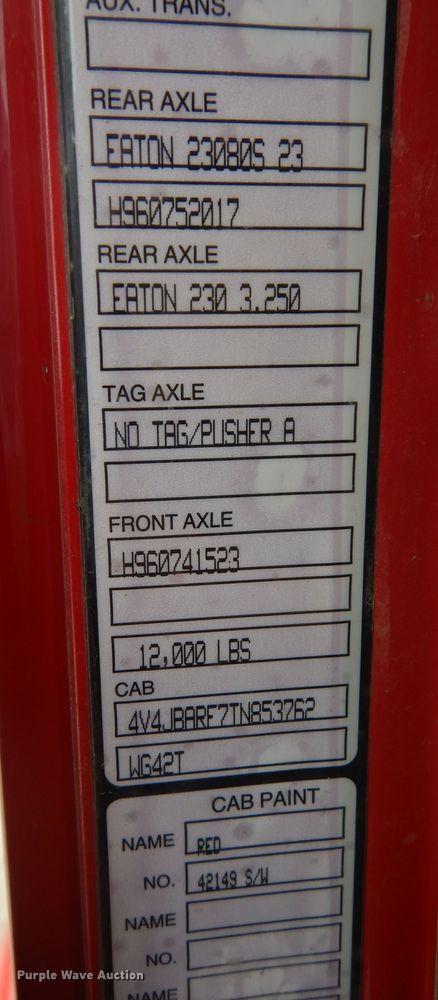 AUX. TRANS.
REAR AXLE
EATON 23080S 23
H960752017
REAR AXLE
EATON 230 3.250
TAG AXLE
NO TAG/PUSHER A
FRONT AXLE
H960741523
12,000 LBS
CAB
4V4JBARF7TN853762
WG42T
CAB PAINT
NAME RED
NO. 42149 S/W
NAME
NO.
NAME
Purple Wave Auction